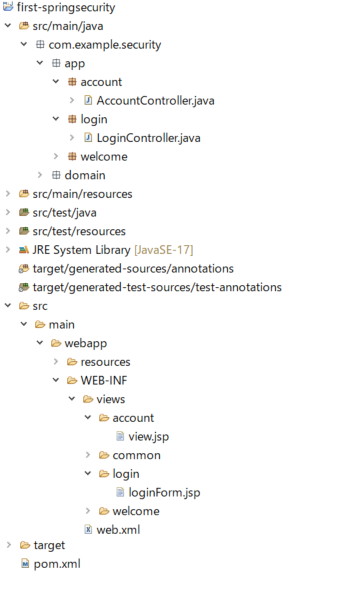 first-springsecurity
src/main/java
com.example.security
app
account
AccountController.java
login
LoginController.java
welcome
domain
src/main/resources
src/test/java
src/test/resources
JRE System Library [JavaSE-17]
target/generated-sources/annotations
target/generated-test-sources/test-annotations
src
main
webapp
resources
WEB-INF
views
account
view.jsp
common
login
loginForm.jsp
welcome
web.xml
target
pom.xml